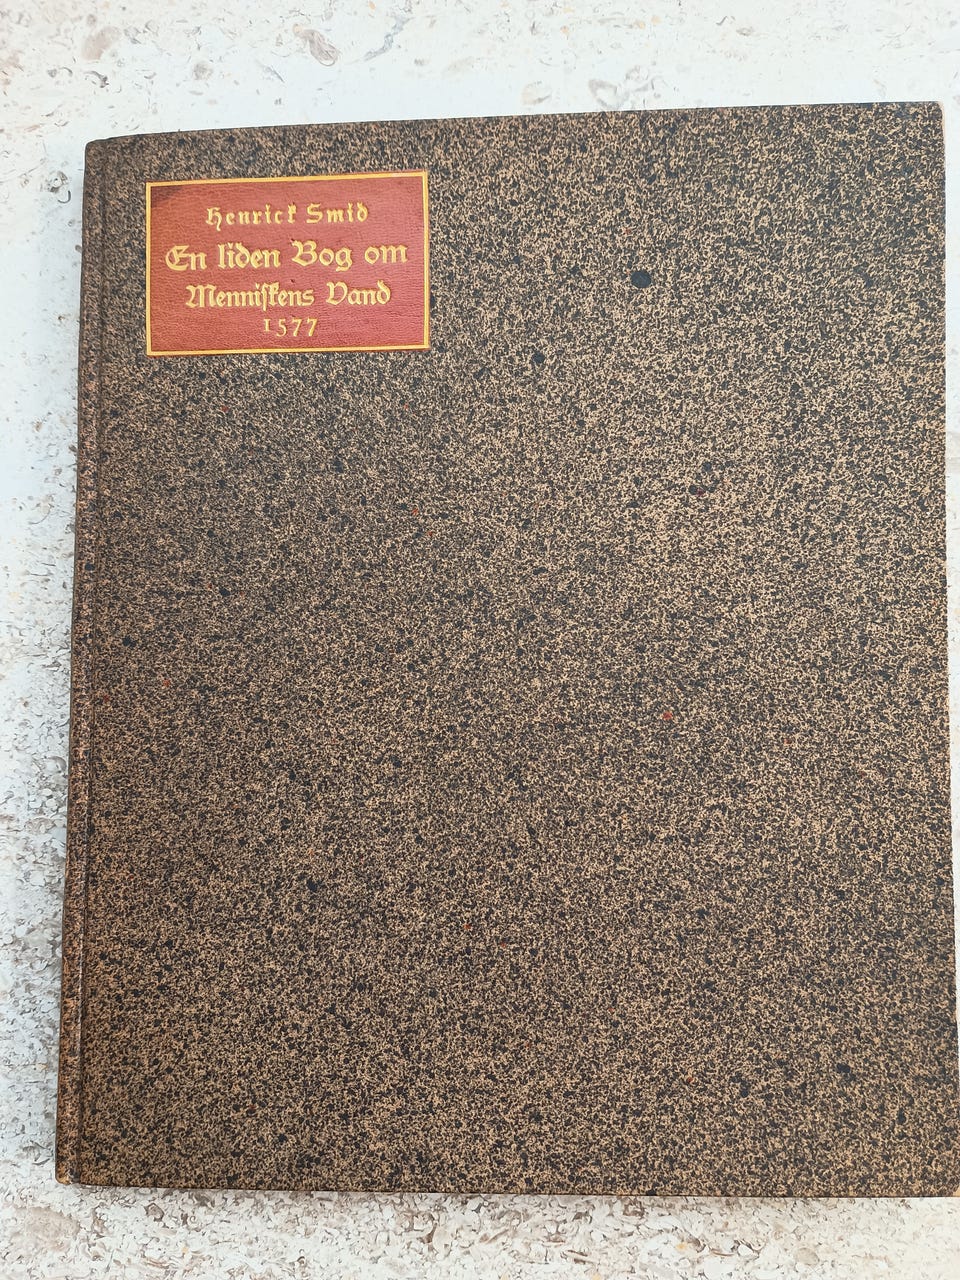 Henrick Smid
En liden Bog om
Menniſkens Vand
1577